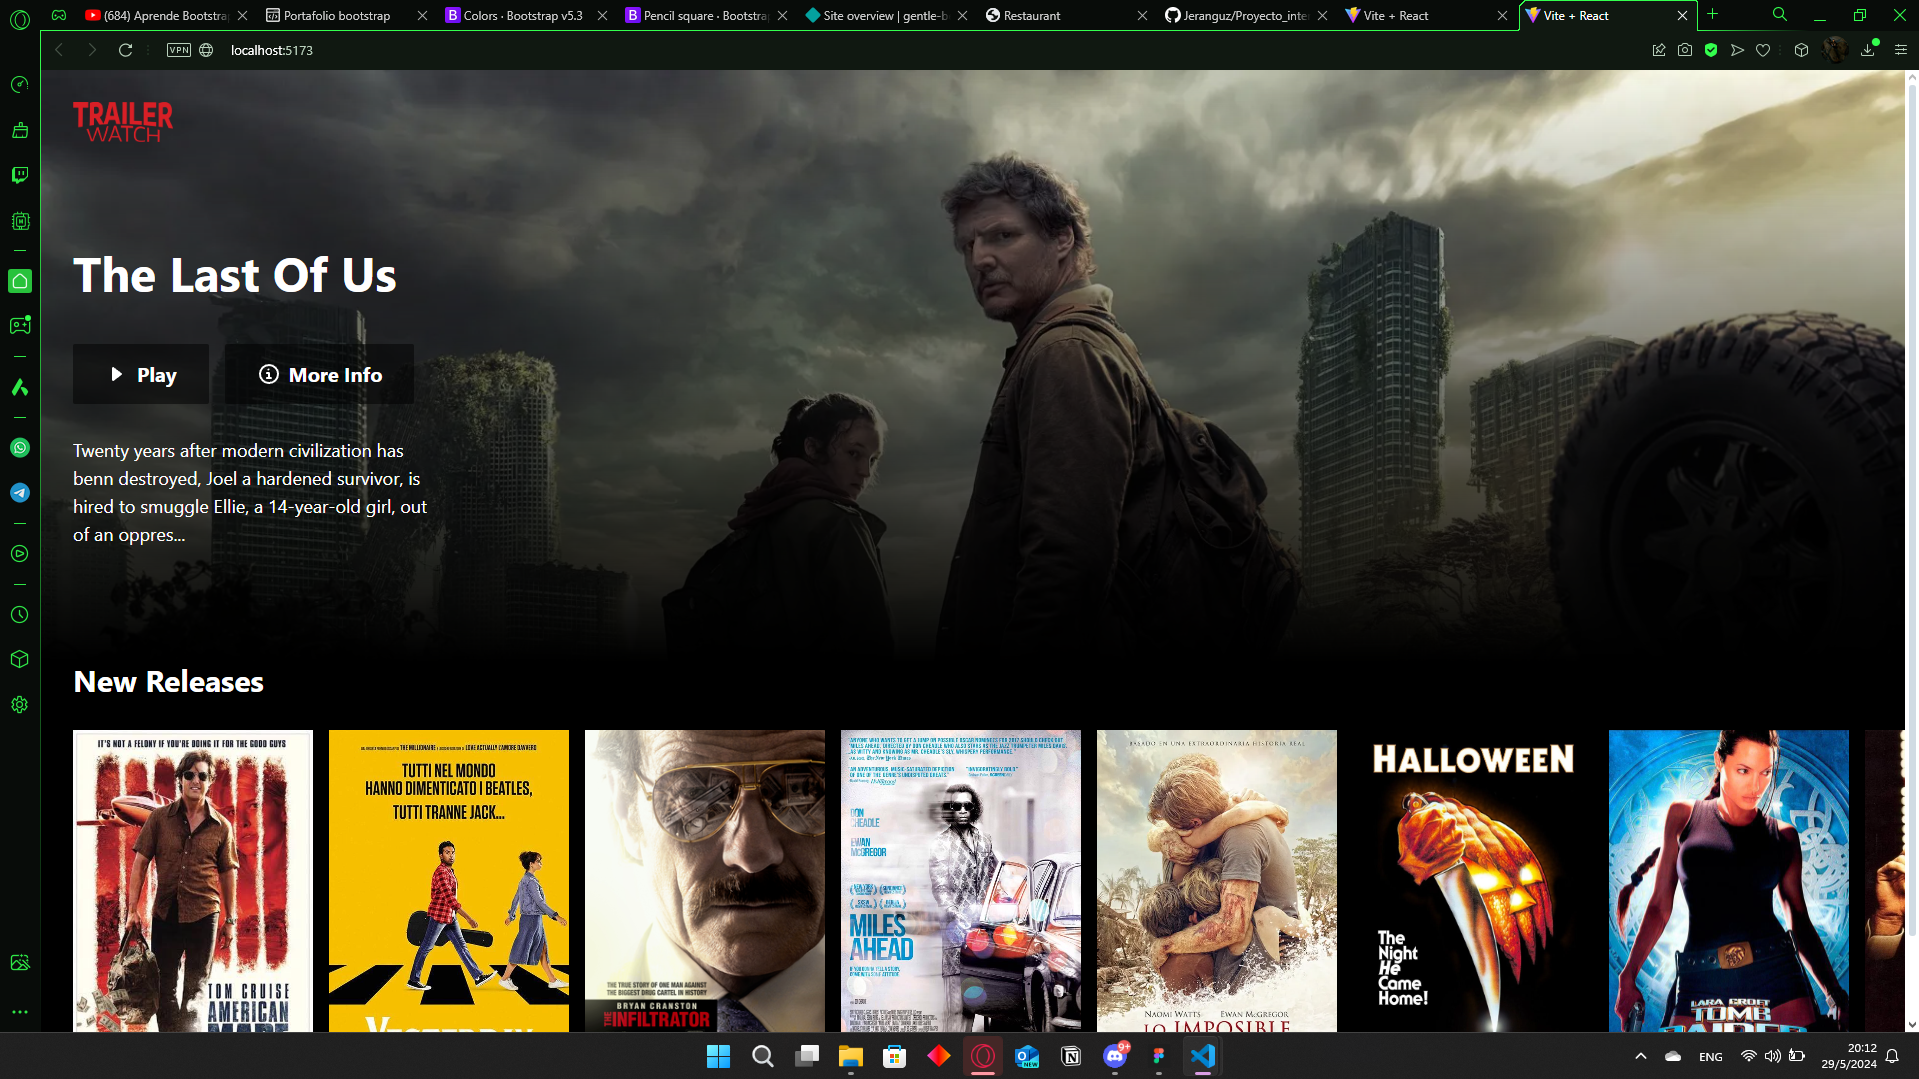 (684) Aprende Bootstrap
Portafolio bootstrap
Colors · Bootstrap v5.3
Pencil square · Bootstrap
Site overview | gentle-b
Restaurant
Jeranguz/Proyecto_inte
Vite + React
Vite + React
VPN
localhost:5173
TRAILER
WATCH
The Last Of Us
Play
More Info
Twenty years after modern civilization has
benn destroyed, Joel a hardened survivor, is
hired to smuggle Ellie, a 14-year-old girl, out
of an oppres...
New Releases
IT'S NOT A FELONY IF YOU'RE DOING IT FOR THE GOOD GUYS
TOM CRUISE
AMERICAN
MADE
TUTTI NEL MONDO
HANNO DIMENTICATO I BEATLES,
TUTTI TRANNE JACK...
YESTERDAY
THE TRUE STORY OF ONE MAN AGAINST
THE BIGGEST DRUG CARTEL IN HISTORY
BRYAN CRANSTON
THE INFILTRATOR
DON
CHEADLE
EWAN
McGREGOR
MILES
AHEAD
BASADO EN UNA EXTRAORDINARIA HISTORIA REAL
NAOMI WATTS EWAN McGREGOR
LO IMPOSIBLE
HALLOWEEN
The
Night
He
Came
Home!
LARA CROFT
TOMB
RAIDER
9+
NEW
ENG
20:12
29/5/2024